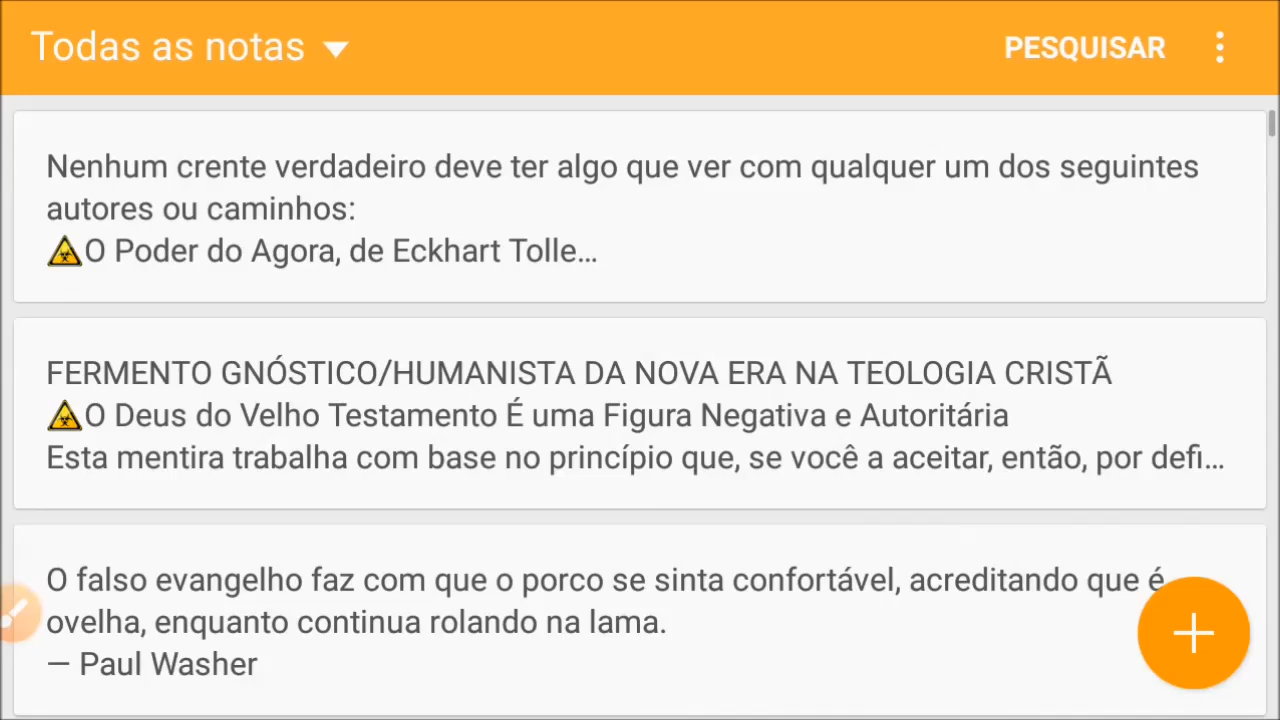 Todas as notas
PESQUISAR
Nenhum crente verdadeiro deve ter algo que ver com qualquer um dos seguintes
autores ou caminhos:
☣O Poder do Agora, de Eckhart Tolle...
FERMENTO GNÓSTICO/HUMANISTA DA NOVA ERA NA TEOLOGIA CRISTÃ
☣O Deus do Velho Testamento É uma Figura Negativa e Autoritária
Esta mentira trabalha com base no princípio que, se você a aceitar, então, por defi...
O falso evangelho faz com que o porco se sinta confortável, acreditando que é
ovelha, enquanto continua rolando na lama.
— Paul Washer